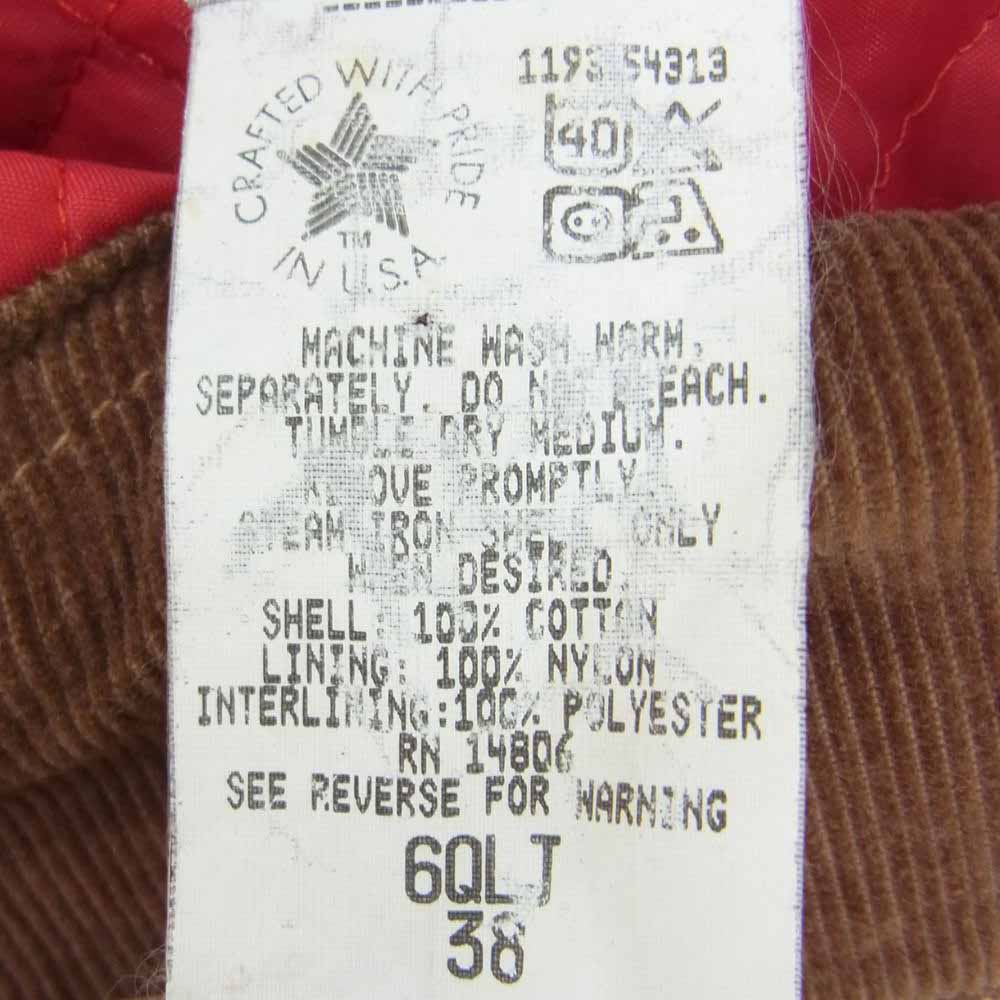 CRAFTED WITH PRIDE
TM
IN U.S.A.
1193 54313
40
MACHINE WASH WARM,
SEPARATELY. DO NOT BLEACH.
TUMBLE DRY MEDIUM.
REMOVE PROMPTLY.
STEAM IRON SHELL ONLY
WHEN DESIRED.
SHELL: 100% COTTON
LINING: 100% NYLON
INTERLINING:100% POLYESTER
RN 14806
SEE REVERSE FOR WARNING
6QLJ
38